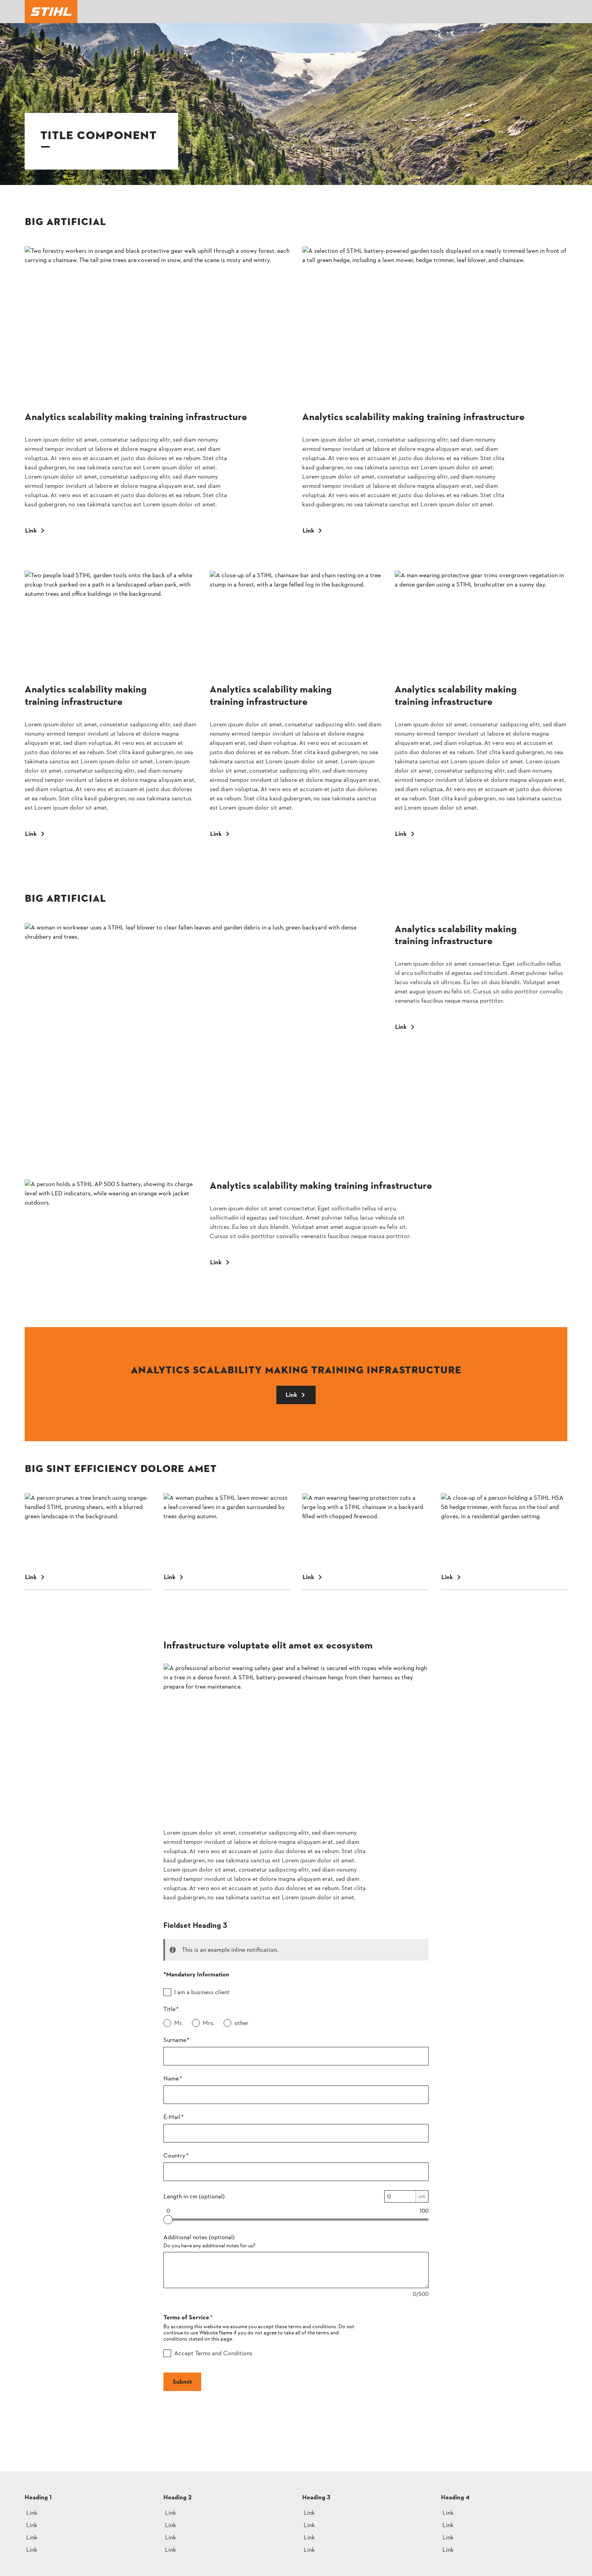 STIHL
TITLE COMPONENT
BIG ARTIFICIAL
Two forestry workers in orange and black protective gear walk uphill through a snowy forest, each
carrying a chainsaw. The tall pine trees are covered in snow, and the scene is misty and wintry.
A selection of STIHL battery-powered garden tools displayed on a neatly trimmed lawn in front of
a tall green hedge, including a lawn mower, hedge trimmer, leaf blower, and chainsaw.
Analytics scalability making training infrastructure
Lorem ipsum dolor sit amet, consetetur sadipscing elitr, sed diam nonumy
eirmod tempor invidunt ut labore et dolore magna aliquyam erat, sed diam
voluptua. At vero eos et accusam et justo duo dolores et ea rebum. Stet clita
kasd gubergren, no sea takimata sanctus est Lorem ipsum dolor sit amet.
Lorem ipsum dolor sit amet, consetetur sadipscing elitr, sed diam nonumy
eirmod tempor invidunt ut labore et dolore magna aliquyam erat, sed diam
voluptua. At vero eos et accusam et justo duo dolores et ea rebum. Stet clita
kasd gubergren, no sea takimata sanctus est Lorem ipsum dolor sit amet.
Link
Analytics scalability making training infrastructure
Lorem ipsum dolor sit amet, consetetur sadipscing elitr, sed diam nonumy
eirmod tempor invidunt ut labore et dolore magna aliquyam erat, sed diam
voluptua. At vero eos et accusam et justo duo dolores et ea rebum. Stet clita
kasd gubergren, no sea takimata sanctus est Lorem ipsum dolor sit amet.
Lorem ipsum dolor sit amet, consetetur sadipscing elitr, sed diam nonumy
eirmod tempor invidunt ut labore et dolore magna aliquyam erat, sed diam
voluptua. At vero eos et accusam et justo duo dolores et ea rebum. Stet clita
kasd gubergren, no sea takimata sanctus est Lorem ipsum dolor sit amet.
Link
Two people load STIHL garden tools onto the back of a white
pickup truck parked on a path in a landscaped urban park, with
autumn trees and office buildings in the background.
A close-up of a STIHL chainsaw bar and chain resting on a tree
stump in a forest, with a large felled log in the background.
A man wearing protective gear trims overgrown vegetation in
a dense garden using a STIHL brushcutter on a sunny day.
Analytics scalability making
training infrastructure
Lorem ipsum dolor sit amet, consetetur sadipscing elitr, sed diam
nonumy eirmod tempor invidunt ut labore et dolore magna
aliquyam erat, sed diam voluptua. At vero eos et accusam et
justo duo dolores et ea rebum. Stet clita kasd gubergren, no sea
takimata sanctus est Lorem ipsum dolor sit amet. Lorem ipsum
dolor sit amet, consetetur sadipscing elitr, sed diam nonumy
eirmod tempor invidunt ut labore et dolore magna aliquyam erat,
sed diam voluptua. At vero eos et accusam et justo duo dolores
et ea rebum. Stet clita kasd gubergren, no sea takimata sanctus
est Lorem ipsum dolor sit amet.
Link
Analytics scalability making
training infrastructure
Lorem ipsum dolor sit amet, consetetur sadipscing elitr, sed diam
nonumy eirmod tempor invidunt ut labore et dolore magna
aliquyam erat, sed diam voluptua. At vero eos et accusam et
justo duo dolores et ea rebum. Stet clita kasd gubergren, no sea
takimata sanctus est Lorem ipsum dolor sit amet. Lorem ipsum
dolor sit amet, consetetur sadipscing elitr, sed diam nonumy
eirmod tempor invidunt ut labore et dolore magna aliquyam erat,
sed diam voluptua. At vero eos et accusam et justo duo dolores
et ea rebum. Stet clita kasd gubergren, no sea takimata sanctus
est Lorem ipsum dolor sit amet.
Link
Analytics scalability making
training infrastructure
Lorem ipsum dolor sit amet, consetetur sadipscing elitr, sed diam
nonumy eirmod tempor invidunt ut labore et dolore magna
aliquyam erat, sed diam voluptua. At vero eos et accusam et
justo duo dolores et ea rebum. Stet clita kasd gubergren, no sea
takimata sanctus est Lorem ipsum dolor sit amet. Lorem ipsum
dolor sit amet, consetetur sadipscing elitr, sed diam nonumy
eirmod tempor invidunt ut labore et dolore magna aliquyam erat,
sed diam voluptua. At vero eos et accusam et justo duo dolores
et ea rebum. Stet clita kasd gubergren, no sea takimata sanctus
est Lorem ipsum dolor sit amet.
Link
BIG ARTIFICIAL
A woman in workwear uses a STIHL leaf blower to clear fallen leaves and garden debris in a lush, green backyard with dense
shrubbery and trees.
Analytics scalability making
training infrastructure
Lorem ipsum dolor sit amet consectetur. Eget sollicitudin tellus
id arcu sollicitudin id egestas sed tincidunt. Amet pulvinar tellus
lacus vehicula sit ultrices. Eu leo sit duis blandit. Volutpat amet
amet augue ipsum eu felis sit. Cursus sit odio porttitor convallis
venenatis faucibus neque massa porttitor.
Link
A person holds a STIHL AP 500 S battery, showing its charge
level with LED indicators, while wearing an orange work jacket
outdoors.
Analytics scalability making training infrastructure
Lorem ipsum dolor sit amet consectetur. Eget sollicitudin tellus id arcu
sollicitudin id egestas sed tincidunt. Amet pulvinar tellus lacus vehicula sit
ultrices. Eu leo sit duis blandit. Volutpat amet amet augue ipsum eu felis sit.
Cursus sit odio porttitor convallis venenatis faucibus neque massa porttitor.
Link
ANALYTICS SCALABILITY MAKING TRAINING INFRASTRUCTURE
Link
BIG SINT EFFICIENCY DOLORE AMET
A person prunes a tree branch using orange-
handled STIHL pruning shears, with a blurred
green landscape in the background.
A woman pushes a STIHL lawn mower across
a leaf-covered lawn in a garden surrounded by
trees during autumn.
A man wearing hearing protection cuts a
large log with a STIHL chainsaw in a backyard
filled with chopped firewood.
A close-up of a person holding a STIHL HSA
56 hedge trimmer, with focus on the tool and
gloves, in a residential garden setting.
Link
Link
Link
Link
Infrastructure voluptate elit amet ex ecosystem
A professional arborist wearing safety gear and a helmet is secured with ropes while working high
in a tree in a dense forest. A STIHL battery-powered chainsaw hangs from their harness as they
prepare for tree maintenance.
Lorem ipsum dolor sit amet, consetetur sadipscing elitr, sed diam nonumy
eirmod tempor invidunt ut labore et dolore magna aliquyam erat, sed diam
voluptua. At vero eos et accusam et justo duo dolores et ea rebum. Stet clita
kasd gubergren, no sea takimata sanctus est Lorem ipsum dolor sit amet.
Lorem ipsum dolor sit amet, consetetur sadipscing elitr, sed diam nonumy
eirmod tempor invidunt ut labore et dolore magna aliquyam erat, sed diam
voluptua. At vero eos et accusam et justo duo dolores et ea rebum. Stet clita
kasd gubergren, no sea takimata sanctus est Lorem ipsum dolor sit amet.
Fieldset Heading 3
This is an example inline notification.
*Mandatory Information
I am a business client
Title*
Mr. Mrs. other
Surname*
Name*
E-Mail*
Country*
Length in cm (optional) 0 cm
0 100
Additional notes (optional)
Do you have any additional notes for us?
0/500
Terms of Service*
By accessing this website we assume you accept these terms and conditions. Do not
continue to use Website Name if you do not agree to take all of the terms and
conditions stated on this page.
Accept Terms and Conditions
Submit
Heading 1
Link
Link
Link
Link
Heading 2
Link
Link
Link
Link
Heading 3
Link
Link
Link
Link
Heading 4
Link
Link
Link
Link